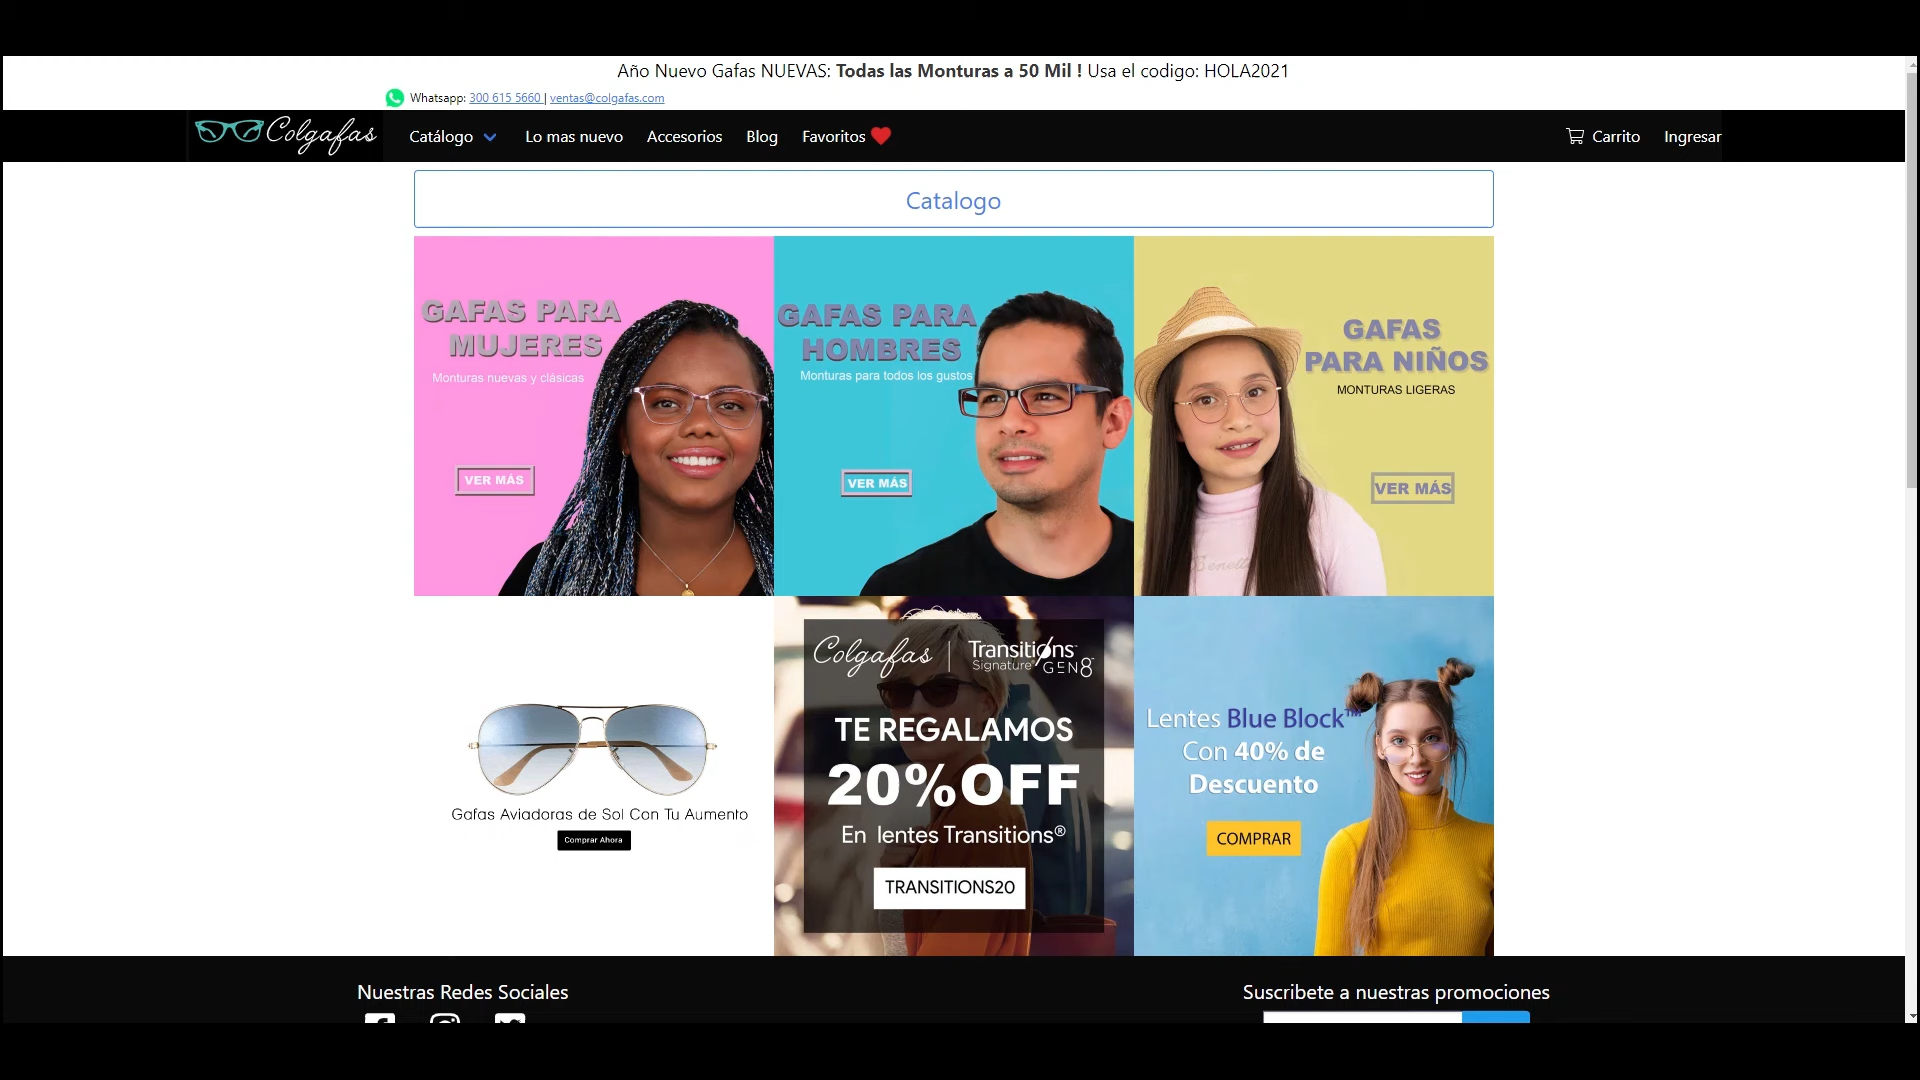 Año Nuevo Gafas NUEVAS: Todas las Monturas a 50 Mil ! Usa el codigo: HOLA2021
Whatsapp: 300 615 5660 | ventas@colgafas.com
Colgafas
Catálogo
Lo mas nuevo
Accesorios
Blog
Favoritos
Carrito
Ingresar
Catalogo
GAFAS PARA
MUJERES
Monturas nuevas y clásicas
VER MÁS
GAFAS PARA
HOMBRES
Monturas para todos los gustos
VER MÁS
GAFAS
PARA NIÑOS
MONTURAS LIGERAS
VER MÁS
Gafas Aviadoras de Sol Con Tu Aumento
Comprar Ahora
Colgafas | Transitions™
Signature® GEN8™
TE REGALAMOS
20%OFF
En lentes Transitions®
TRANSITIONS20
Lentes Blue Block™
Con 40% de
Descuento
COMPRAR
Nuestras Redes Sociales
Suscribete a nuestras promociones